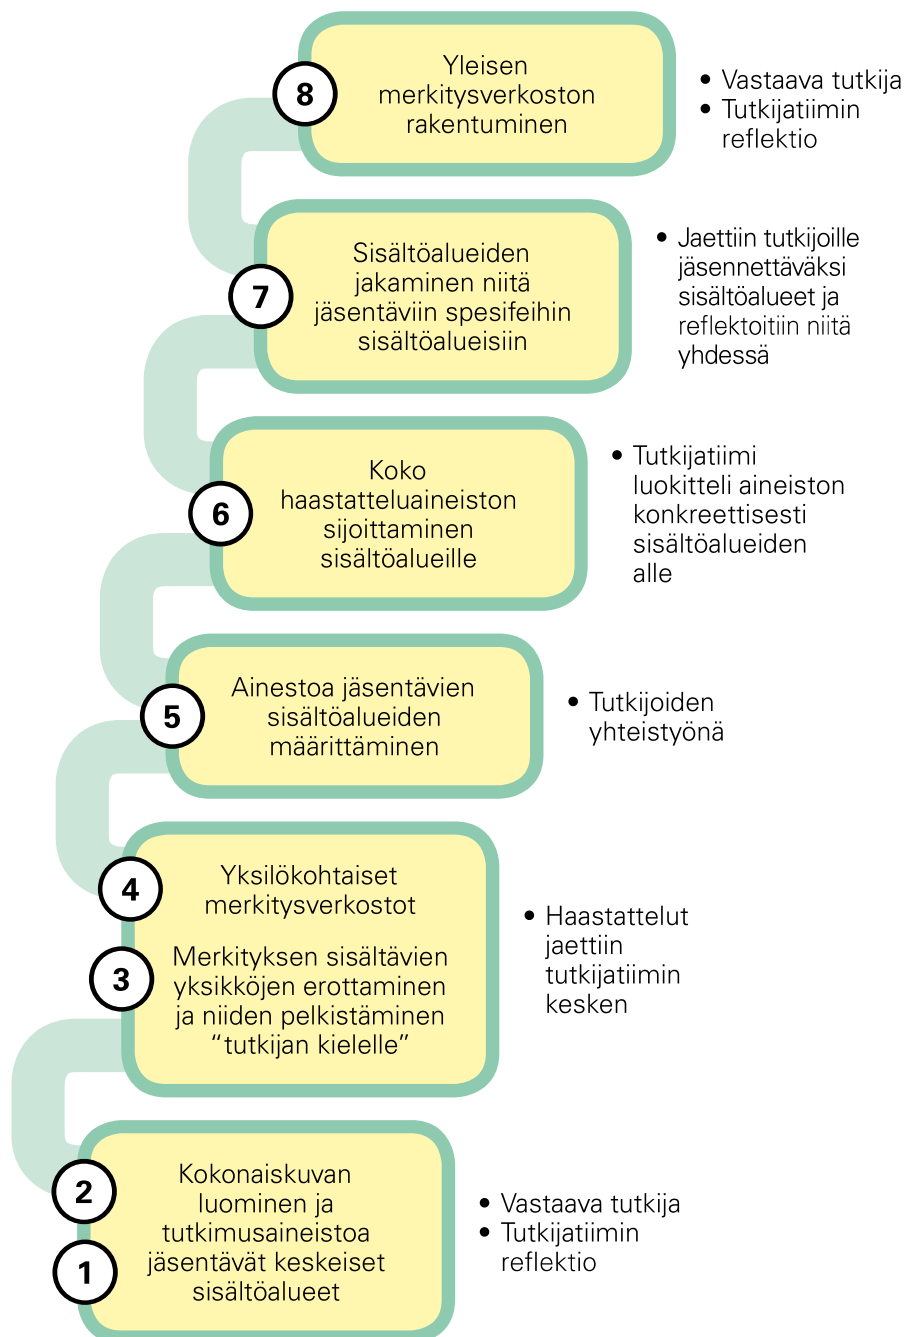 8
Yleisen
merkitysverkoston
rakentuminen
• Vastaava tutkija
• Tutkijatiimin
reflektio
7
Sisältöalueiden
jakaminen niitä
jäsentäviin spesifeihin
sisältöalueisiin
• Jaettiin tutkijoille
jäsennettäväksi
sisältöalueet ja
reflektoitiin niitä
yhdessä
6
Koko
haastatteluaineiston
sijoittaminen
sisältöalueille
• Tutkijatiimi
luokitteli aineiston
konkreettisesti
sisältöalueiden
alle
5
Ainestoa jäsentävien
sisältöalueiden
määrittäminen
• Tutkijoiden
yhteistyönä
4
Yksilökohtaiset
merkitysverkostot
3
Merkityksen sisältävien
yksikköjen erottaminen
ja niiden pelkistäminen
“tutkijan kielelle”
• Haastattelut
jaettiin
tutkijatiimin
kesken
2
1
Kokonaiskuvan
luominen ja
tutkimusaineistoa
jäsentävät keskeiset
sisältöalueet
• Vastaava tutkija
• Tutkijatiimin
reflektio